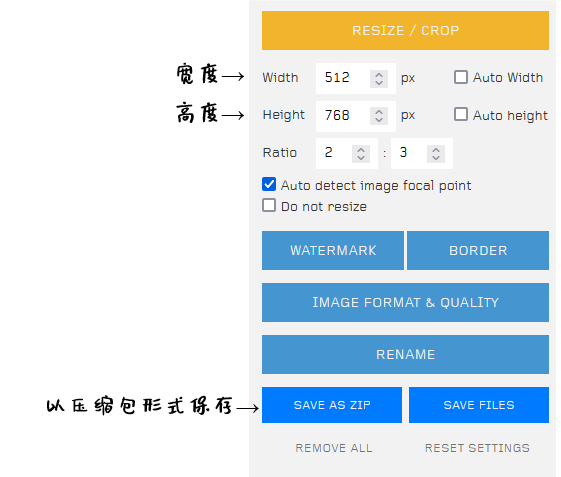 RESIZE / CROP
宽度→ Width 512 px Auto Width
高度→ Height 768 px Auto height
Ratio 2 : 3
Auto detect image focal point
Do not resize
WATERMARK BORDER
IMAGE FORMAT & QUALITY
RENAME
以压缩包形式保存→ SAVE AS ZIP SAVE FILES
REMOVE ALL RESET SETTINGS